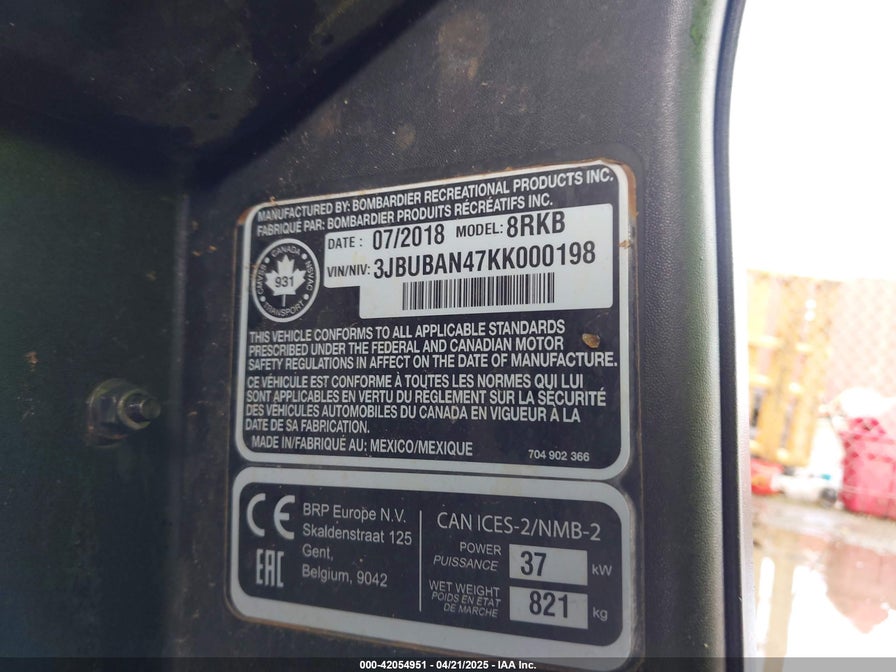 MANUFACTURED BY: BOMBARDIER RECREATIONAL PRODUCTS INC.
FABRIQUÉ PAR: BOMBARDIER PRODUITS RÉCRÉATIFS INC.
DATE : 07/2018 MODEL: 8RKB
VIN/NIV: 3JBUBAN47KK000198
CANADA
CMVSS
HSVAC
931
TRANSPORT
THIS VEHICLE CONFORMS TO ALL APPLICABLE STANDARDS
PRESCRIBED UNDER THE FEDERAL AND CANADIAN MOTOR
SAFETY REGULATIONS IN AFFECT ON THE DATE OF MANUFACTURE.
CE VÉHICULE EST CONFORME À TOUTES LES NORMES QUI LUI
SONT APPLICABLES EN VERTU DU RÉGLEMENT SUR LA SÉCURITÉ
DES VÉHICULES AUTOMOBILES DU CANADA EN VIGUEUR À LA
DATE DE SA FABRICATION.
MADE IN/FABRIQUÉ AU: MEXICO/MEXIQUE
704 902 366
CE
EAC
BRP Europe N.V.
Skaldenstraat 125
Gent,
Belgium, 9042
CAN ICES-2/NMB-2
POWER
PUISSANCE 37 kW
WET WEIGHT
POIDS EN ÉTAT
DE MARCHE 821 kg
000-42054951 - 04/21/2025 - IAA Inc.